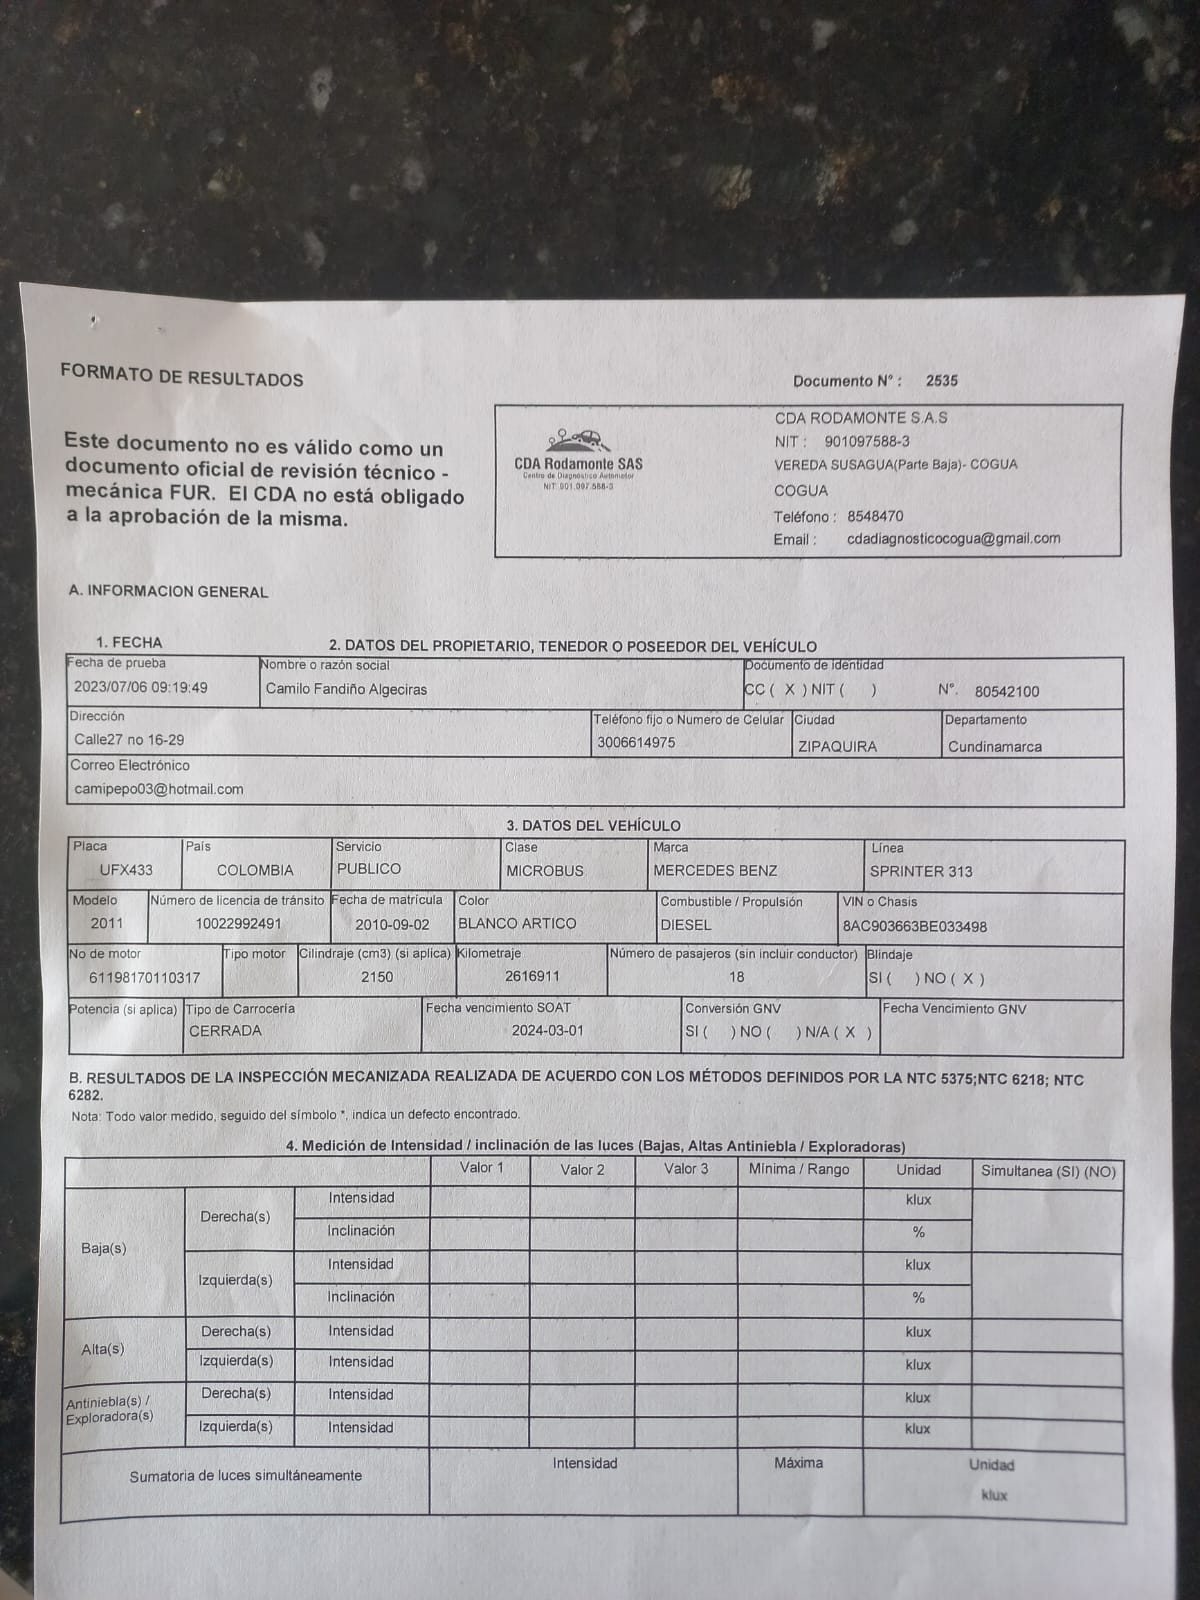 FORMATO DE RESULTADOS
Documento N° : 2535
Este documento no es válido como un
documento oficial de revisión técnico -
mecánica FUR. El CDA no está obligado
a la aprobación de la misma.
CDA Rodamonte SAS
Centro de Diagnostico Automotor
NIT 901.097.588-3
CDA RODAMONTE S.A.S
NIT : 901097588-3
VEREDA SUSAGUA(Parte Baja)- COGUA
COGUA
Teléfono : 8548470
Email : cdadiagnosticocogua@gmail.com
A. INFORMACION GENERAL
1. FECHA 2. DATOS DEL PROPIETARIO, TENEDOR O POSEEDOR DEL VEHÍCULO
Fecha de prueba Nombre o razón social Documento de identidad
2023/07/06 09:19:49 Camilo Fandiño Algeciras CC ( X ) NIT ( ) N°. 80542100
Dirección Teléfono fijo o Numero de Celular Ciudad Departamento
Calle27 no 16-29 3006614975 ZIPAQUIRA Cundinamarca
Correo Electrónico
camipepo03@hotmail.com
3. DATOS DEL VEHÍCULO
Placa País Servicio Clase Marca Línea
UFX433 COLOMBIA PUBLICO MICROBUS MERCEDES BENZ SPRINTER 313
Modelo Número de licencia de tránsito Fecha de matrícula Color Combustible / Propulsión VIN o Chasis
2011 10022992491 2010-09-02 BLANCO ARTICO DIESEL 8AC903663BE033498
No de motor Tipo motor Cilindraje (cm3) (si aplica) Kilometraje Número de pasajeros (sin incluir conductor) Blindaje
61198170110317 2150 2616911 18 SI ( ) NO ( X )
Potencia (si aplica) Tipo de Carrocería Fecha vencimiento SOAT Conversión GNV Fecha Vencimiento GNV
CERRADA 2024-03-01 SI ( ) NO ( ) N/A ( X )
B. RESULTADOS DE LA INSPECCIÓN MECANIZADA REALIZADA DE ACUERDO CON LOS MÉTODOS DEFINIDOS POR LA NTC 5375;NTC 6218; NTC
6282.
Nota: Todo valor medido, seguido del símbolo *, indica un defecto encontrado.
4. Medición de Intensidad / inclinación de las luces (Bajas, Altas Antiniebla / Exploradoras)
Valor 1 Valor 2 Valor 3 Mínima / Rango Unidad Simultanea (SI) (NO)
Baja(s) Derecha(s) Intensidad klux
Inclinación %
Izquierda(s) Intensidad klux
Inclinación %
Alta(s) Derecha(s) Intensidad klux
Izquierda(s) Intensidad klux
Antiniebla(s) /
Exploradora(s)
Derecha(s) Intensidad klux
Izquierda(s) Intensidad klux
Sumatoria de luces simultáneamente Intensidad Máxima Unidad
klux